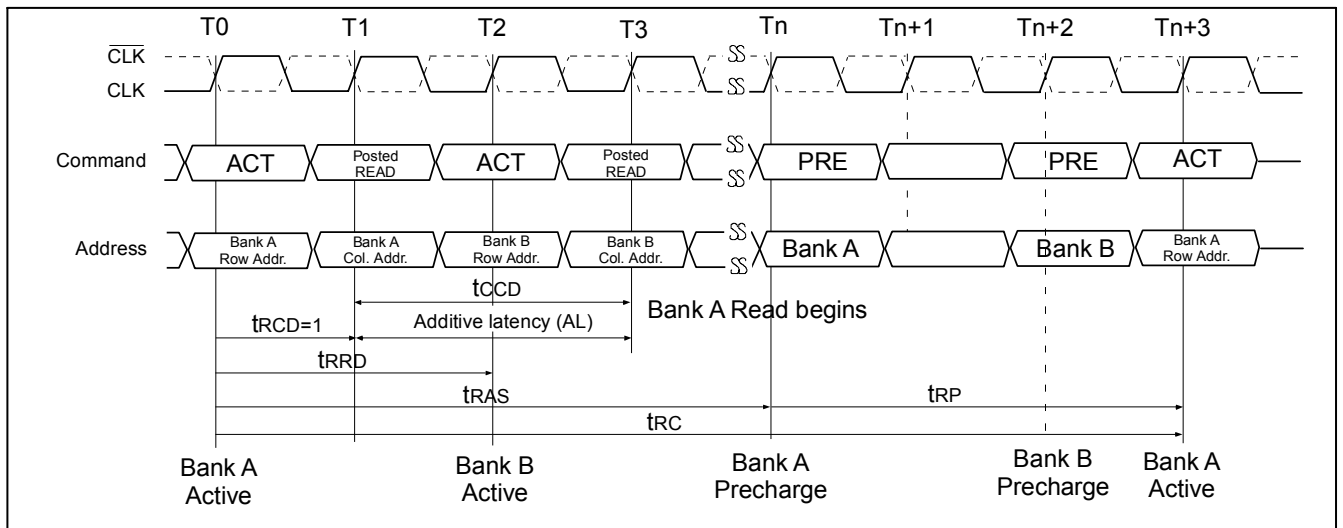 T0 T1 T2 T3 Tn Tn+1 Tn+2 Tn+3
CLK
CLK
Command ACT Posted READ ACT Posted READ PRE PRE ACT
Address Bank A Row Addr. Bank A Col. Addr. Bank B Row Addr. Bank B Col. Addr. Bank A Bank B Bank A Row Addr.
tCCD
Bank A Read begins
tRCD=1 Additive latency (AL)
tRRD
tRAS tRP
tRC
Bank A Active Bank B Active Bank A Precharge Bank B Precharge Bank A Active